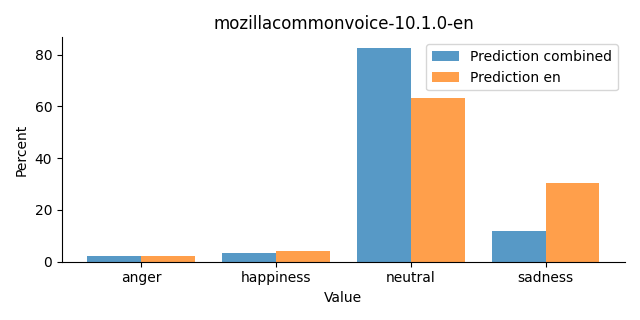 mozillacommonvoice-10.1.0-en
Prediction combined
Prediction en
Percent
80
60
40
20
0
anger
happiness
neutral
sadness
Value